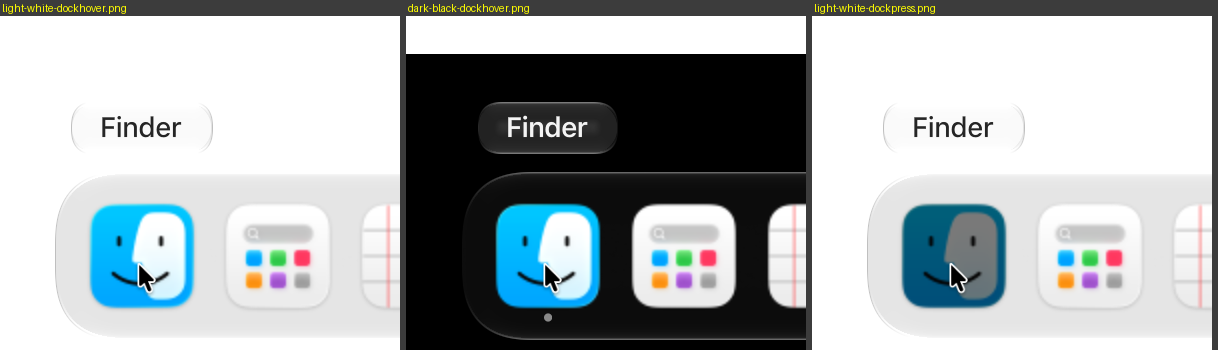 light-white-dockhover.png
dark-black-dockhover.png
light-white-dockpress.png
Finder
Finder
Finder